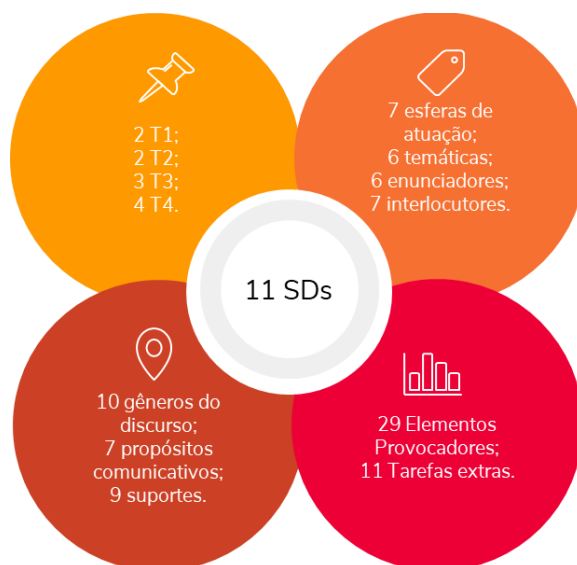 2 T1;
2 T2;
3 T3;
4 T4.
7 esferas de
atuação;
6 temáticas;
6 enunciadores;
7 interlocutores.
11 SDs
10 gêneros do
discurso;
7 propósitos
comunicativos;
9 suportes.
29 Elementos
Provocadores;
11 Tarefas extras.